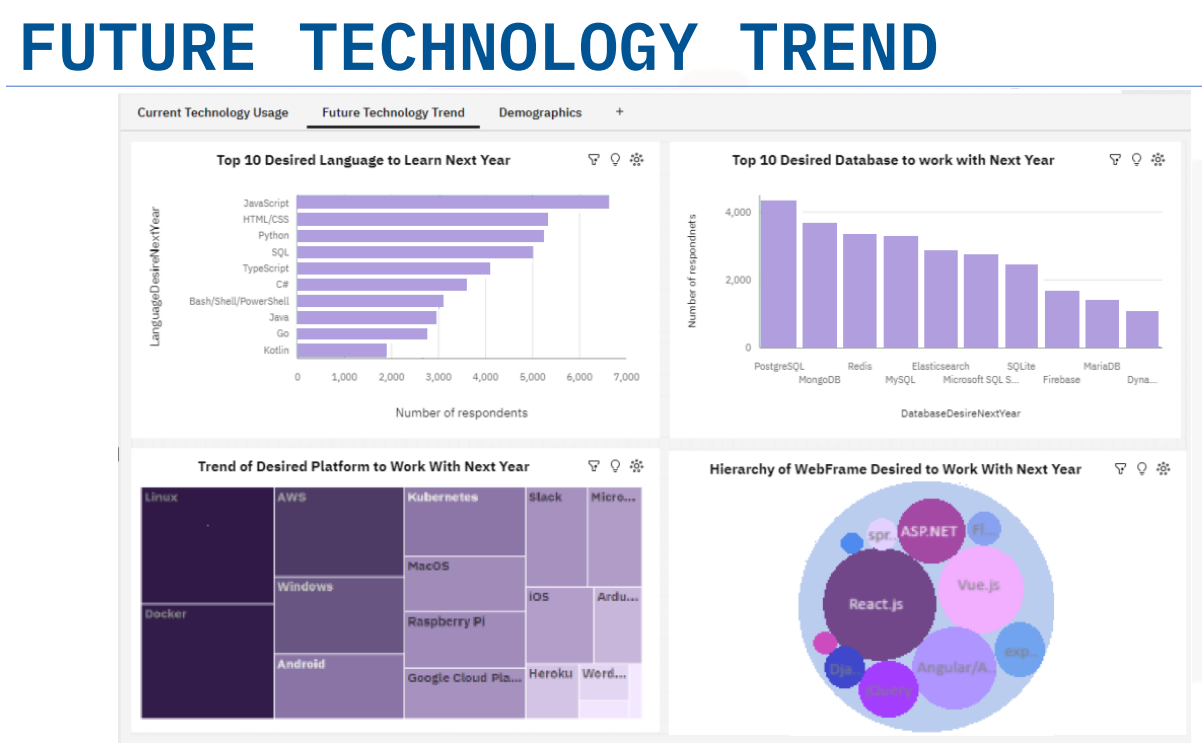 FUTURE TECHNOLOGY TREND
Current Technology Usage Future Technology Trend Demographics +
Top 10 Desired Language to Learn Next Year
LanguageDesireNextYear
JavaScript
HTML/CSS
Python
SQL
TypeScript
C#
Bash/Shell/PowerShell
Java
Go
Kotlin
0 1,000 2,000 3,000 4,000 5,000 6,000 7,000
Number of respondents
Top 10 Desired Database to work with Next Year
Number of respondnets
4,000
2,000
0
PostgreSQL Redis Elasticsearch SQLite MariaDB
MongoDB MySQL Microsoft SQL S... Firebase Dyna...
DatabaseDesireNextYear
Trend of Desired Platform to Work With Next Year
Linux AWS Kubernetes Slack Micro...
MacOS
Windows
iOS Ardu...
Docker
Raspberry Pi
Android
Heroku Word...
Google Cloud Pla...
Hierarchy of WebFrame Desired to Work With Next Year
spr.. ASP.NET Fl...
Vue.js
React.js
exp..
Dja.. Angular/A..
jQuery